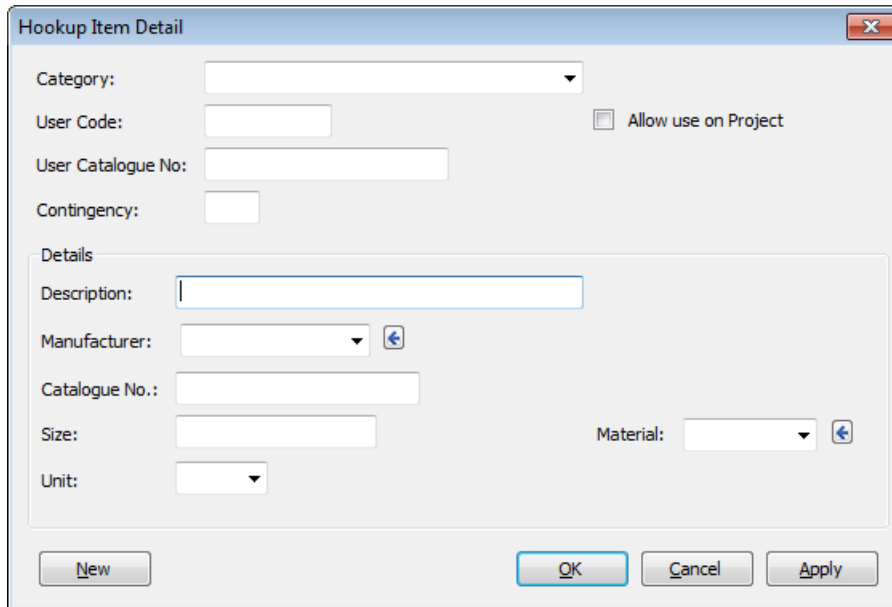 Hookup Item Detail
Category:
User Code:
Allow use on Project
User Catalogue No:
Contingency:
Details
Description:
Manufacturer:
Catalogue No.:
Size:
Material:
Unit:
New
OK
Cancel
Apply